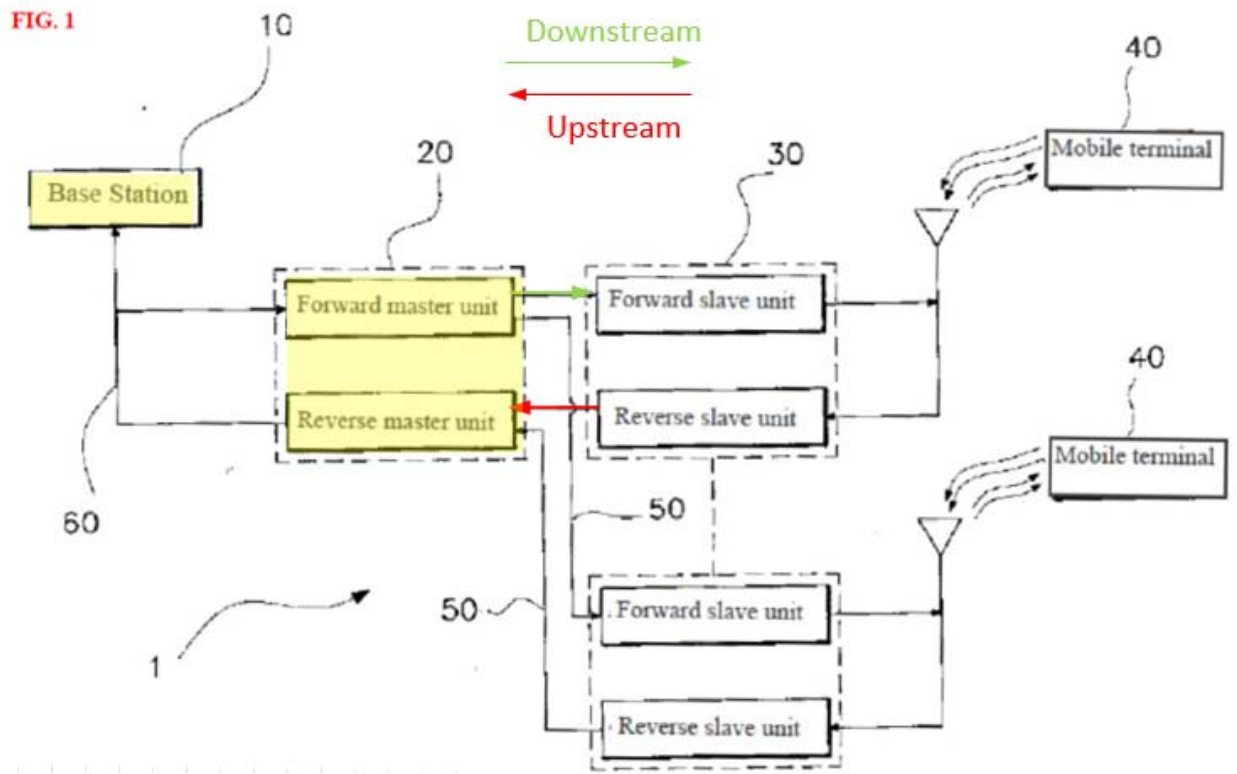 FIG. 1
10
Downstream
40
Upstream
Mobile terminal
20
30
Base Station
Forward master unit
Forward slave unit
40
Reverse master unit
Reverse slave unit
Mobile terminal
60
50
50
Forward slave unit
1
Reverse slave unit